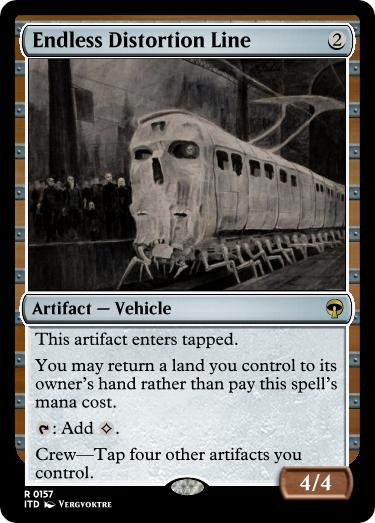 Endless Distortion Line 2
Artifact — Vehicle
This artifact enters tapped.
You may return a land you control to its
owner's hand rather than pay this spell's
mana cost.
: Add .
Crew—Tap four other artifacts you
control.
4/4
R 0157
ITD VERGVOKTRE